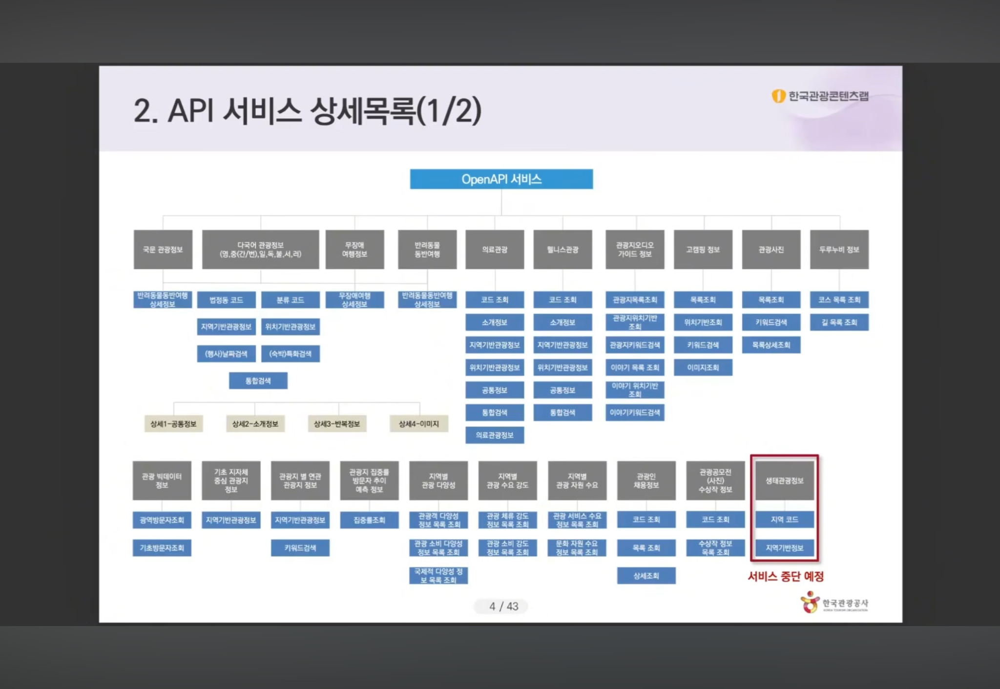 2. API 서비스 상세목록(1/2)
한국관광콘텐츠랩
OpenAPI 서비스
국문 관광정보
다국어 관광정보
(영,중(간/번),일,독,불,서,러)
무장애
여행정보
반려동물
동반여행
의료관광
웰니스관광
관광지오디오
가이드 정보
고캠핑 정보
관광사진
두루누비 정보
반려동물동반여행
상세정보
법정동 코드
분류 코드
무장애여행
상세정보
반려동물동반여행
상세정보
지역기반관광정보
위치기반관광정보
(행사)날짜검색
(숙박)특화검색
통합검색
상세1-공통정보
상세2-소개정보
상세3-반복정보
상세4-이미지
코드 조회
소개정보
지역기반관광정보
위치기반관광정보
공통정보
통합검색
의료관광정보
코드 조회
소개정보
지역기반관광정보
위치기반관광정보
공통정보
통합검색
관광지목록조회
관광지위치기반
조회
관광지키워드검색
이야기 목록 조회
이야기 위치기반
조회
이야기키워드검색
목록조회
위치기반조회
키워드검색
이미지조회
목록조회
키워드검색
목록상세조회
코스 목록 조회
길 목록 조회
관광 빅데이터
정보
광역방문자조회
기초방문자조회
기초 지자체
중심 관광지
정보
지역기반관광정보
관광지 별 연관
관광지 정보
지역기반관광정보
키워드검색
관광지 집중률
방문자 추이
예측 정보
집중률조회
지역별
관광 다양성
관광객 다양성
정보 목록 조회
관광 소비 다양성
정보 목록 조회
국제적 다양성 정
보 목록 조회
지역별
관광 수요 강도
관광 체류 강도
정보 목록 조회
관광 소비 강도
정보 목록 조회
지역별
관광 자원 수요
관광 서비스 수요
정보 목록 조회
문화 자원 수요
정보 목록 조회
관광인
채용정보
코드 조회
목록 조회
상세조회
관광공모전
(사진)
수상작 정보
코드 조회
수상작 정보
목록 조회
생태관광정보
지역 코드
지역기반정보
서비스 중단 예정
4 / 43
한국관광공사
KOREA TOURISM ORGANIZATION